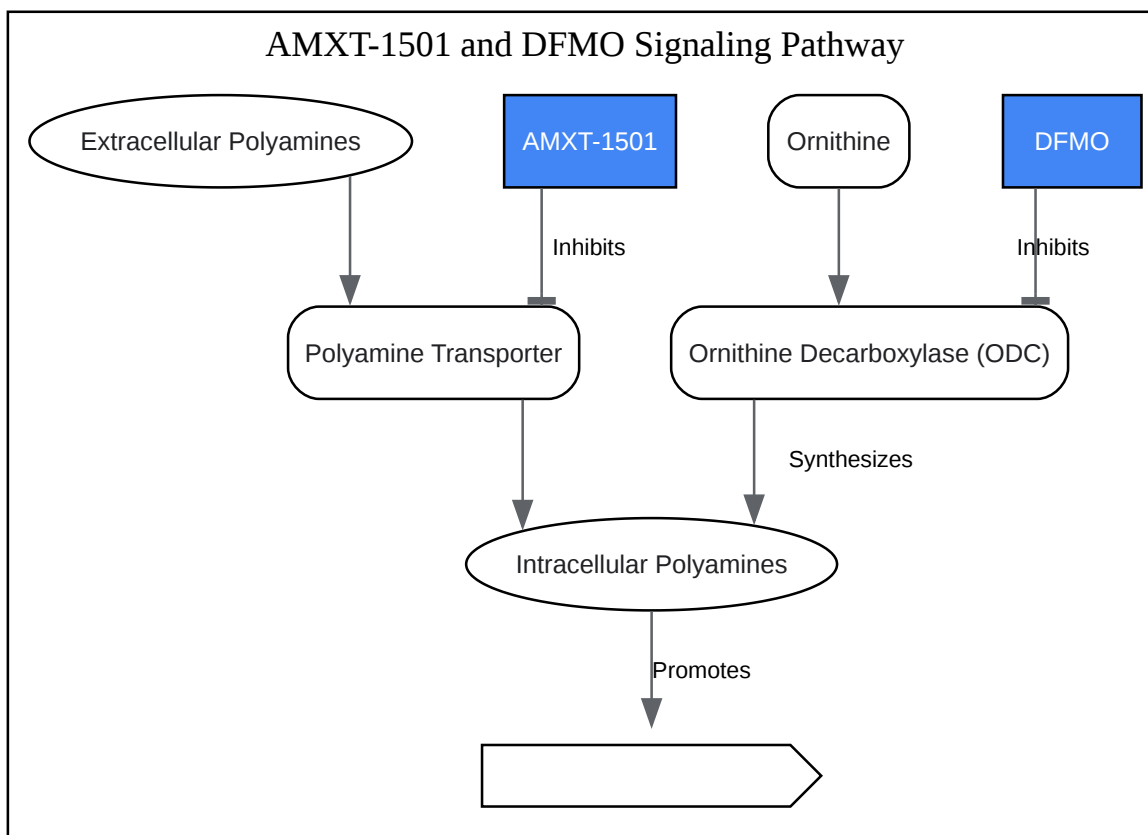 AMXT-1501 and DFMO Signaling Pathway
Extracellular Polyamines
AMXT-1501
Ornithine
DFMO
Inhibits
Inhibits
Polyamine Transporter
Ornithine Decarboxylase (ODC)
Synthesizes
Intracellular Polyamines
Promotes